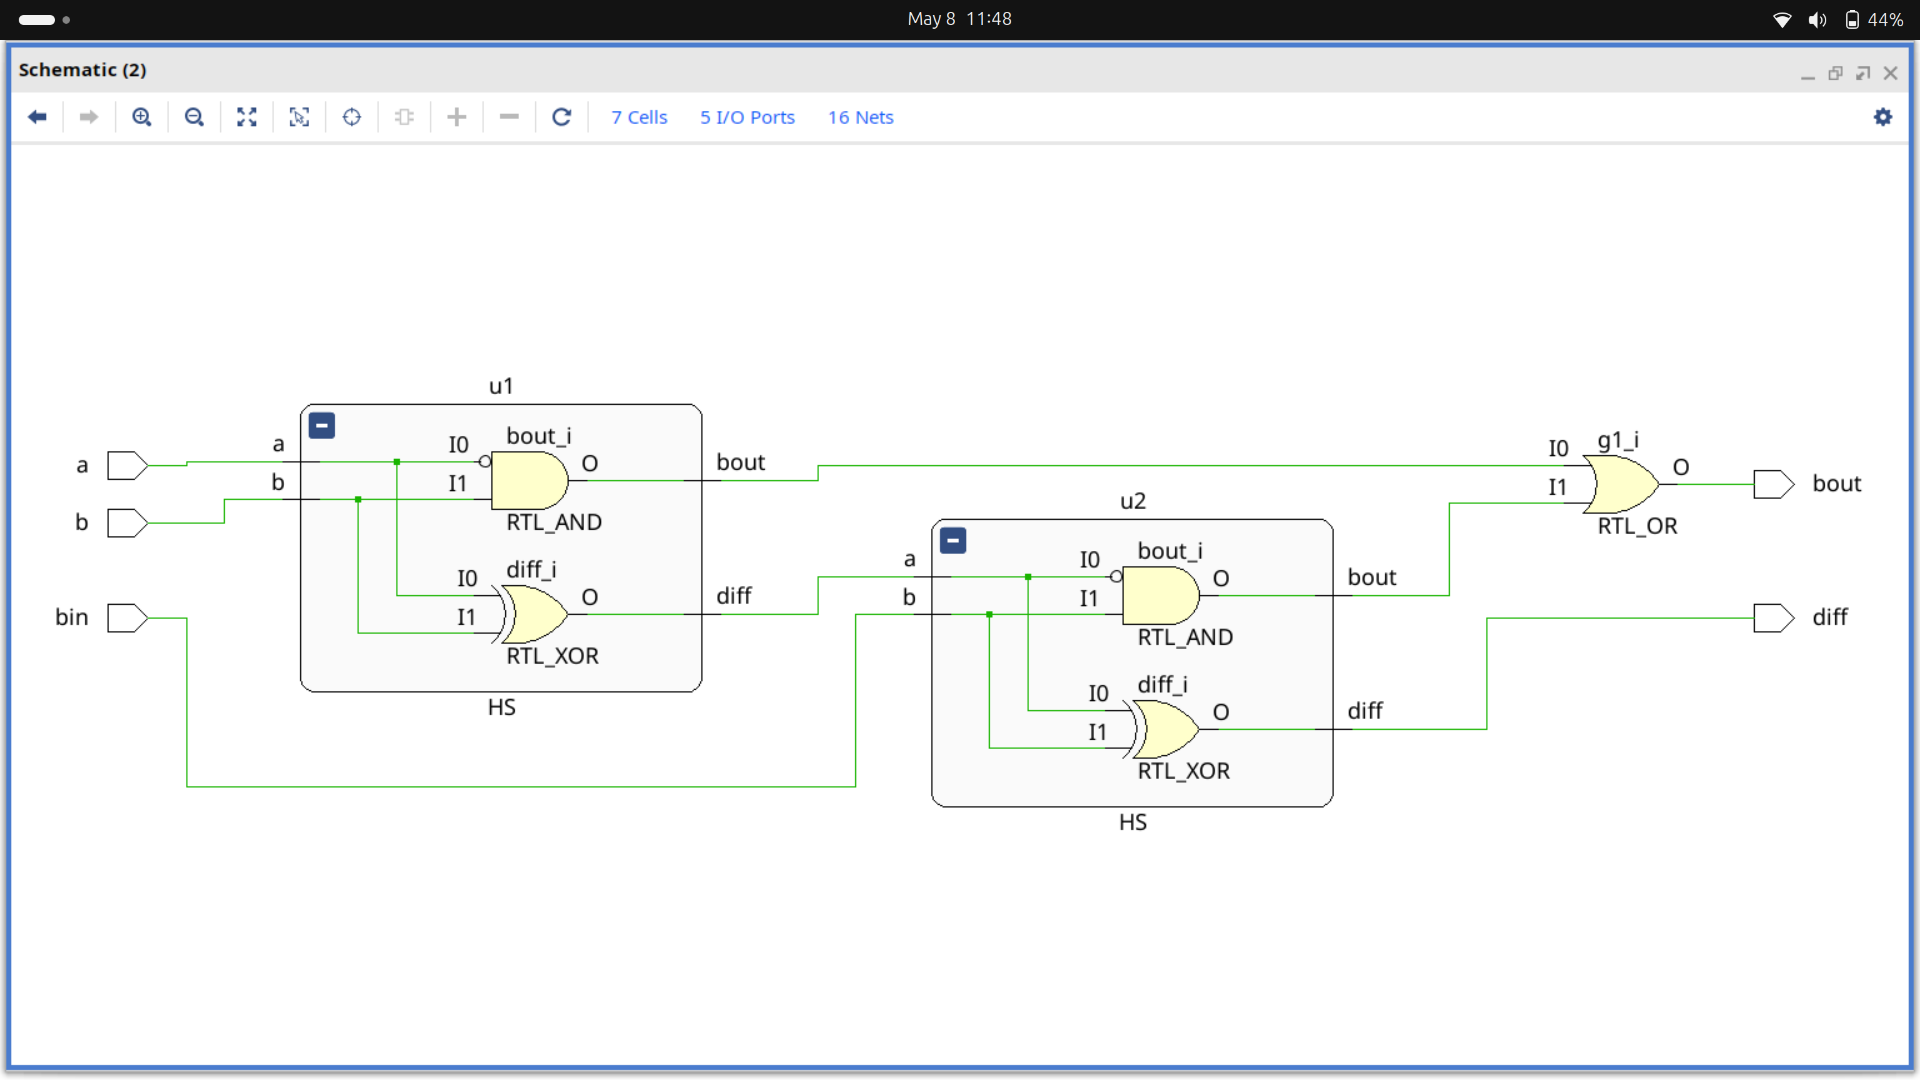 May 8 11:48
44%
Schematic (2)
7 Cells 5 I/O Ports 16 Nets
u1
a
b
bin
a
b
I0
I1
bout_i
O
RTL_AND
I0
I1
diff_i
O
RTL_XOR
HS
bout
diff
u2
a
b
I0
I1
bout_i
O
RTL_AND
I0
I1
diff_i
O
RTL_XOR
HS
bout
diff
I0
I1
g1_i
O
RTL_OR
bout
diff